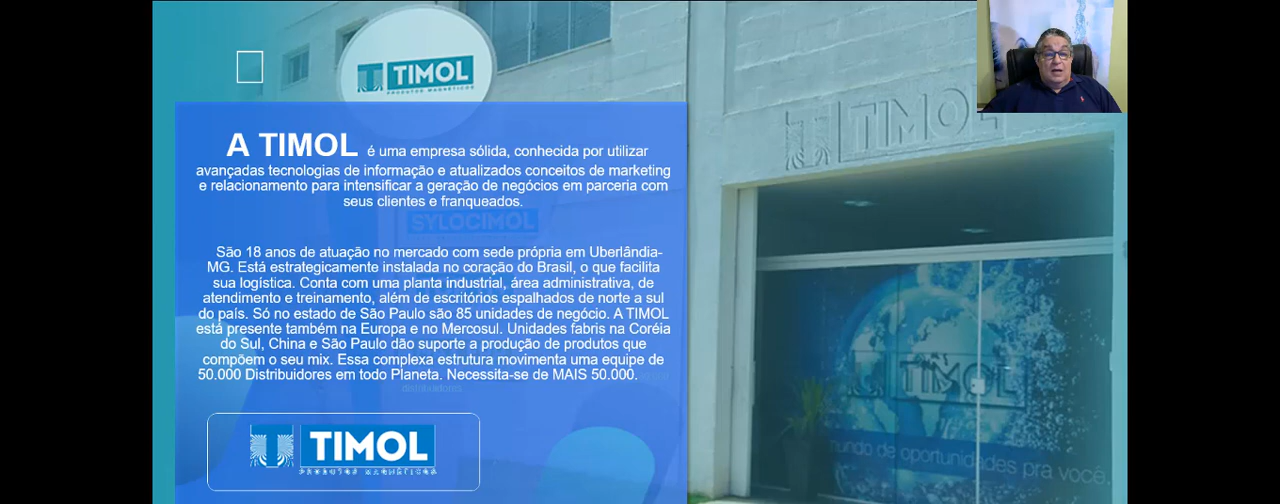 TIMOL
PRODUTOS MAGNÉTICOS
TIMOL
A TIMOL é uma empresa sólida, conhecida por utilizar
avançadas tecnologias de informação e atualizados conceitos de marketing
e relacionamento para intensificar a geração de negócios em parceria com
seus clientes e franqueados.
SYLOCIMOL
São 18 anos de atuação no mercado com sede própria em Uberlândia-
MG. Está estrategicamente instalada no coração do Brasil, o que facilita
sua logística. Conta com uma planta industrial, área administrativa, de
atendimento e treinamento, além de escritórios espalhados de norte a sul
do país. Só no estado de São Paulo são 85 unidades de negócio. A TIMOL
está presente também na Europa e no Mercosul. Unidades fabris na Coréia
do Sul, China e São Paulo dão suporte a produção de produtos que
compõem o seu mix. Essa complexa estrutura movimenta uma equipe de
50.000 Distribuidores em todo Planeta. Necessita-se de MAIS 50.000.
distribuidores
TIMOL
mundo de oportunidades pra você.
TIMOL
PRODUTOS MAGNÉTICOS